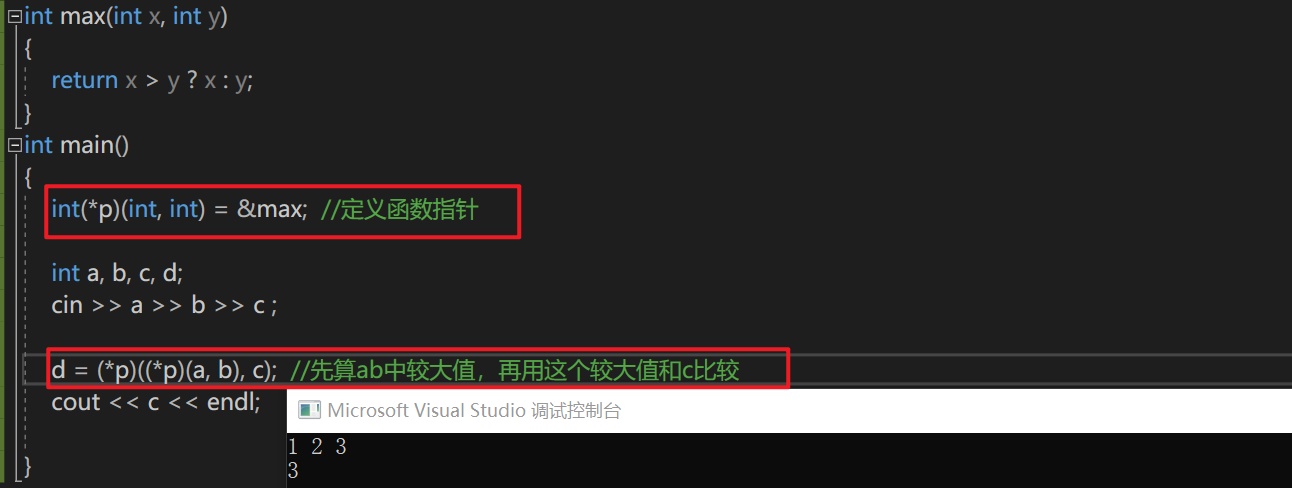 int max(int x, int y)
{
return x > y ? x : y;
}
int main()
{
int(*p)(int, int) = &max; //定义函数指针
int a, b, c, d;
cin >> a >> b >> c ;
d = (*p)((*p)(a, b), c); //先算ab中较大值，再用这个较大值和c比较
cout << c << endl;
Microsoft Visual Studio 调试控制台
1 2 3
3
}